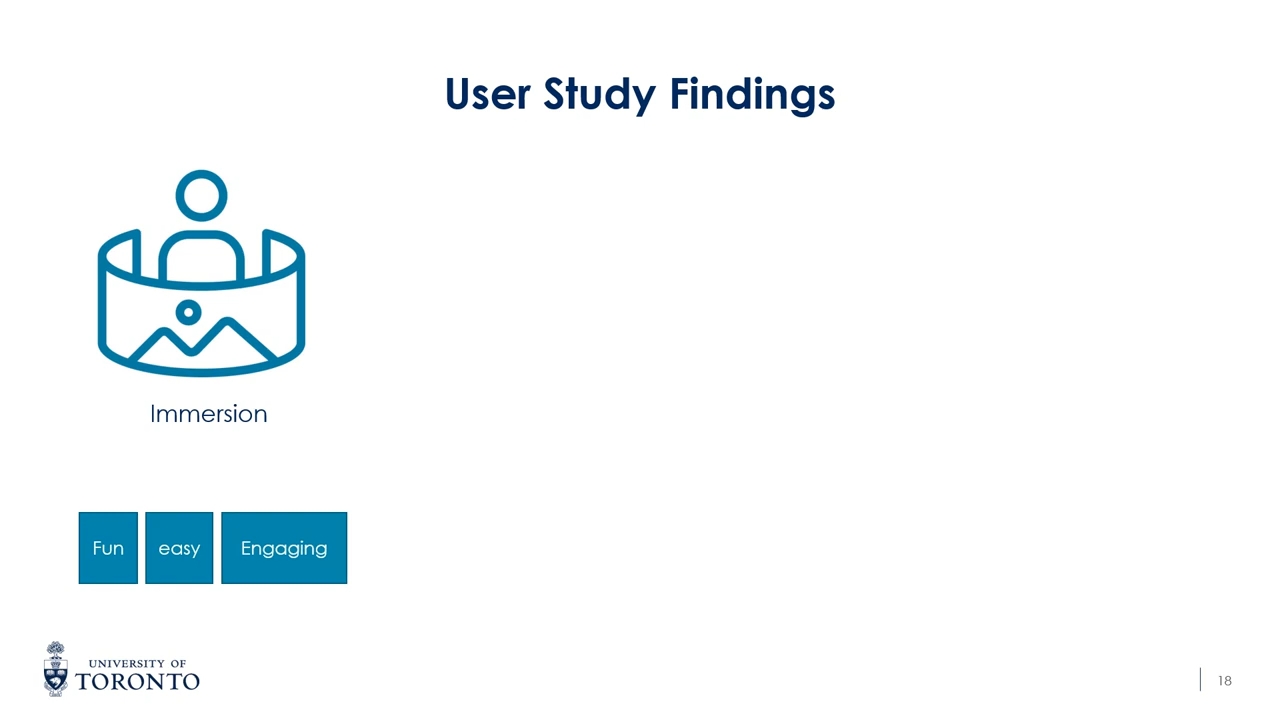 User Study Findings
Immersion
Fun
easy
Engaging
UNIVERSITY OF
TORONTO
18